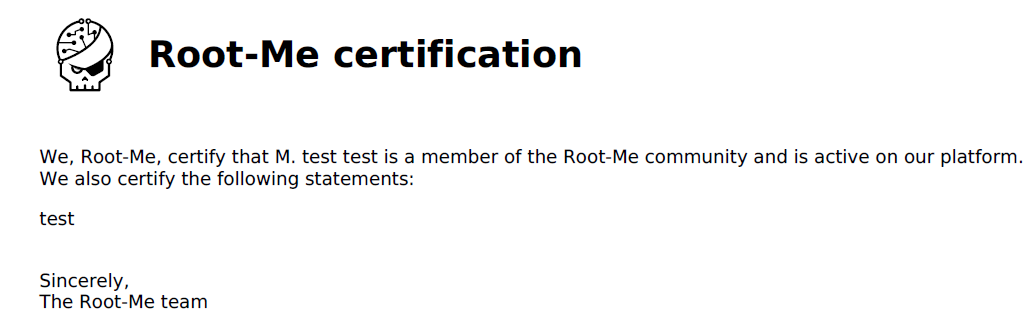 Root-Me certification
We, Root-Me, certify that M. test test is a member of the Root-Me community and is active on our platform.
We also certify the following statements:
test
Sincerely,
The Root-Me team